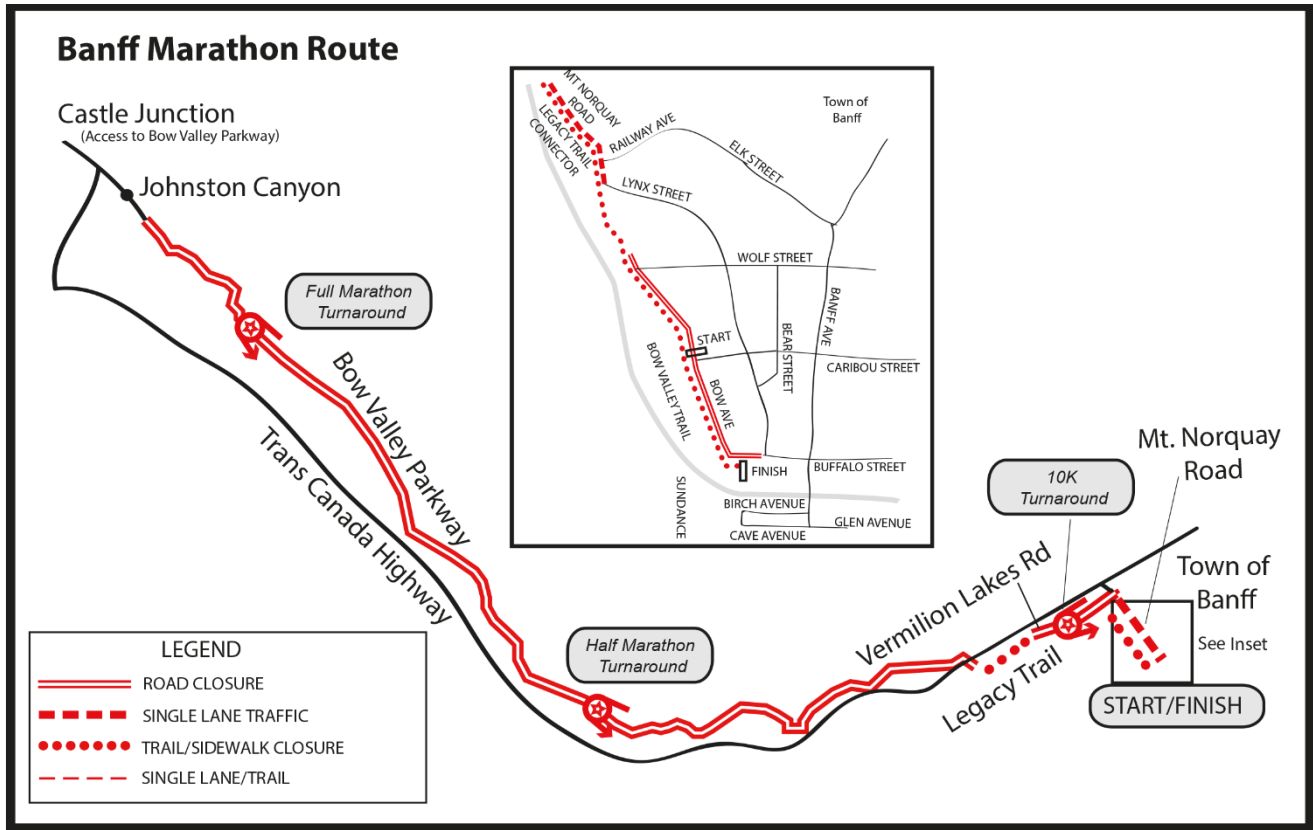 Banff Marathon Route
Castle Junction
(Access to Bow Valley Parkway)
Johnston Canyon
Full Marathon
Turnaround
Bow Valley Parkway
Trans Canada Highway
MT NORQUAY
ROAD
LEGACY TRAIL
CONNECTOR
RAILWAY AVE
ELK STREET
Town of
Banff
LYNX STREET
WOLF STREET
BANFF AVE
BEAR STREET
START
CARIBOU STREET
BOW VALLEY TRAIL
BOW AVE
FINISH
BUFFALO STREET
SUNDANCE
BIRCH AVENUE
GLEN AVENUE
CAVE AVENUE
Mt. Norquay
Road
10K
Turnaround
Vermilion Lakes Rd
Legacy Trail
Town of
Banff
See Inset
START/FINISH
Half Marathon
Turnaround
LEGEND
ROAD CLOSURE
SINGLE LANE TRAFFIC
TRAIL/SIDEWALK CLOSURE
SINGLE LANE/TRAIL